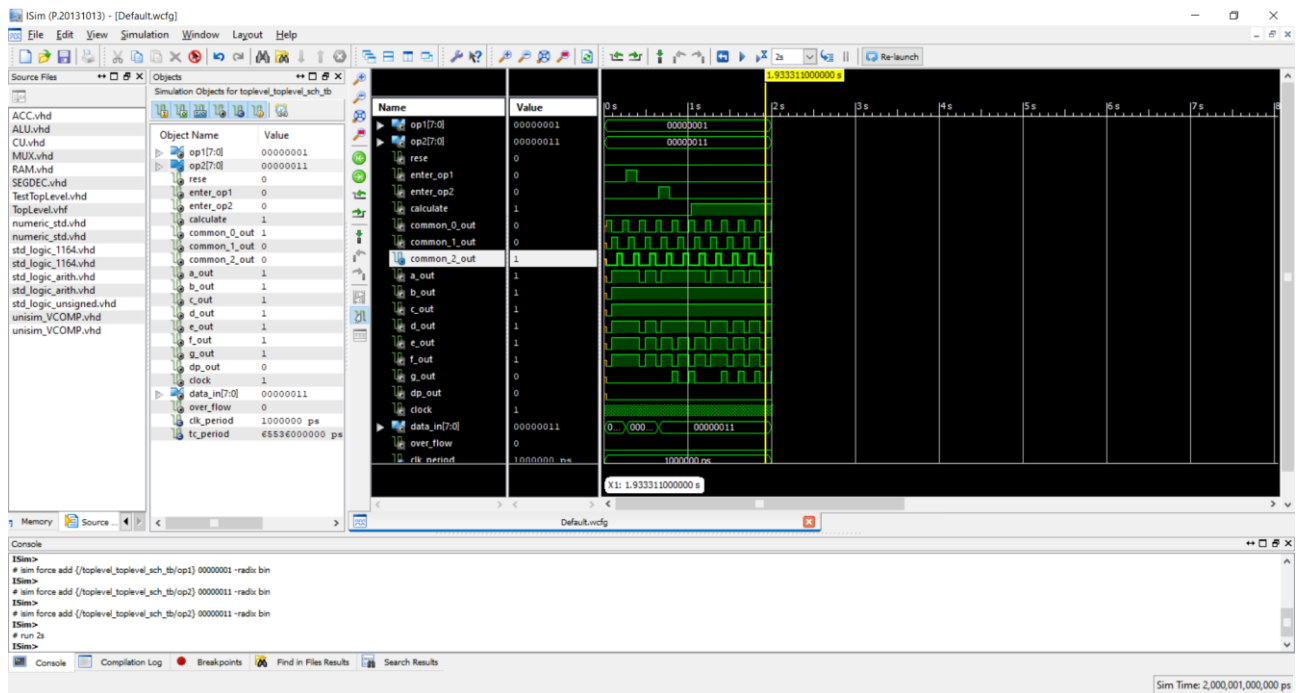 ISim (P.20131013) - [Default.wcfg]
File Edit View Simulation Window Layout Help
2s Re-launch
Source Files
ACC.vhd
ALU.vhd
CU.vhd
MUX.vhd
RAM.vhd
SEGDEC.vhd
TestTopLevel.vhd
TopLevel.vhf
numeric_std.vhd
numeric_std.vhd
std_logic_1164.vhd
std_logic_1164.vhd
std_logic_arith.vhd
std_logic_arith.vhd
std_logic_unsigned.vhd
unisim_VCOMP.vhd
unisim_VCOMP.vhd
Memory Source ...
Objects
Simulation Objects for toplevel_toplevel_sch_tb
Object Name Value
op1[7:0] 00000001
op2[7:0] 00000011
rese 0
enter_op1 0
enter_op2 0
calculate 1
common_0_out 1
common_1_out 0
common_2_out 0
a_out 1
b_out 1
c_out 1
d_out 1
e_out 1
f_out 1
g_out 1
dp_out 0
clock 1
data_in[7:0] 00000011
over_flow 0
clk_period 1000000 ps
tc_period 65536000000 ps
1.933311000000 s
Name Value 0 s 1 s 2 s 3 s 4 s 5 s 6 s 7 s 8
op1[7:0] 00000001 00000001
op2[7:0] 00000011 00000011
rese 0
enter_op1 0
enter_op2 0
calculate 1
common_0_out 0
common_1_out 0
common_2_out 1
a_out 1
b_out 1
c_out 1
d_out 1
e_out 1
f_out 1
g_out 0
dp_out 0
clock 1
data_in[7:0] 00000011 0... 000... 00000011
over_flow 0
clk_period 1000000 ps 1000000 ps
X1: 1.933311000000 s
Default.wcfg
Console
ISim>
# isim force add {/toplevel_toplevel_sch_tb/op1} 00000001 -radix bin
ISim>
# isim force add {/toplevel_toplevel_sch_tb/op2} 00000011 -radix bin
ISim>
# isim force add {/toplevel_toplevel_sch_tb/op2} 00000011 -radix bin
ISim>
# run 2s
ISim>
Console Compilation Log Breakpoints Find in Files Results Search Results
Sim Time: 2,000,001,000,000 ps